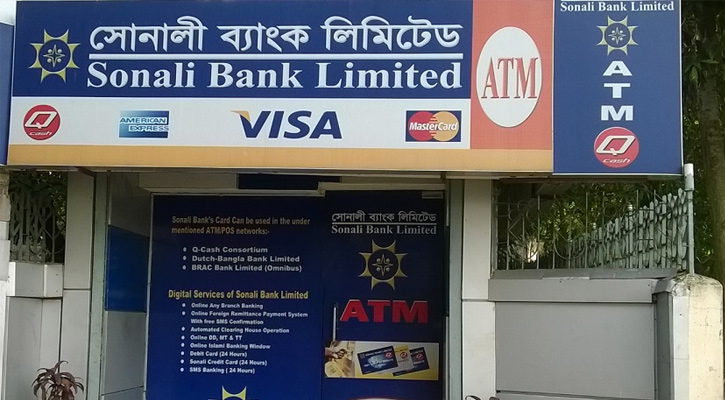 সোনালী ব্যাংক লিমিটেড
Sonali Bank Limited
ATM
Q
cash
AMERICAN
EXPRESS
VISA
MasterCard
Sonali Bank Limited
ATM
Q
cash
Sonali Bank's Card Can be used in the under
mentioned ATM/POS networks:-
Q-Cash Consortium
Dutch-Bangla Bank Limited
BRAC Bank Limited (Omnibus)
Digital Services of Sonali Bank Limited
Online Any Branch Banking
Online Foreign Remittance Payment System
With free SMS Confirmation
Automated Clearing House Operation
Online DD, MT & TT
Online Islami Banking Window
Debit Card (24 Hours)
Sonali Credit Card (24 Hours)
SMS Banking ( 24 Hours)
সোনালী ব্যাংক লিমিটেড
Sonali Bank Limited
ATM